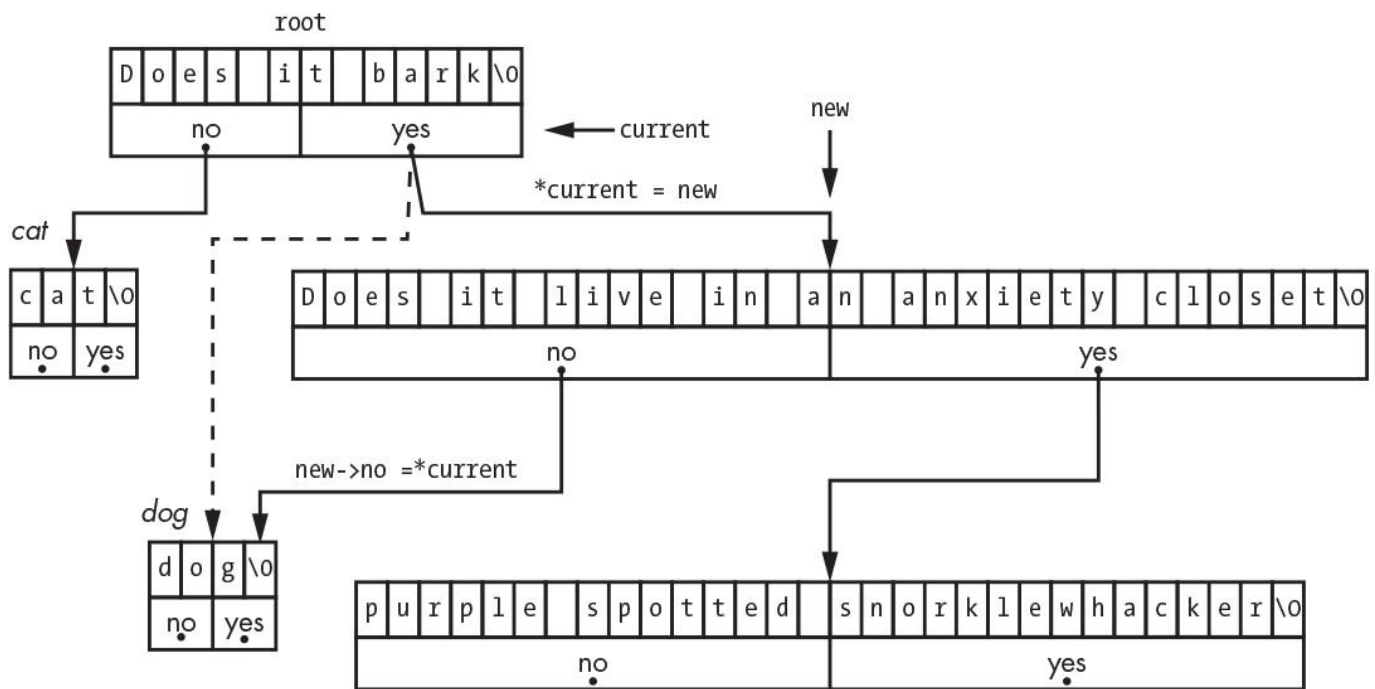 root
Does it bark\0
no yes
current
new
*current = new
cat
cat\0
no yes
Does it live in an anxiety closet\0
no yes
new->no =*current
dog
dog\0
no yes
purple spotted snorklewhacker\0
no yes